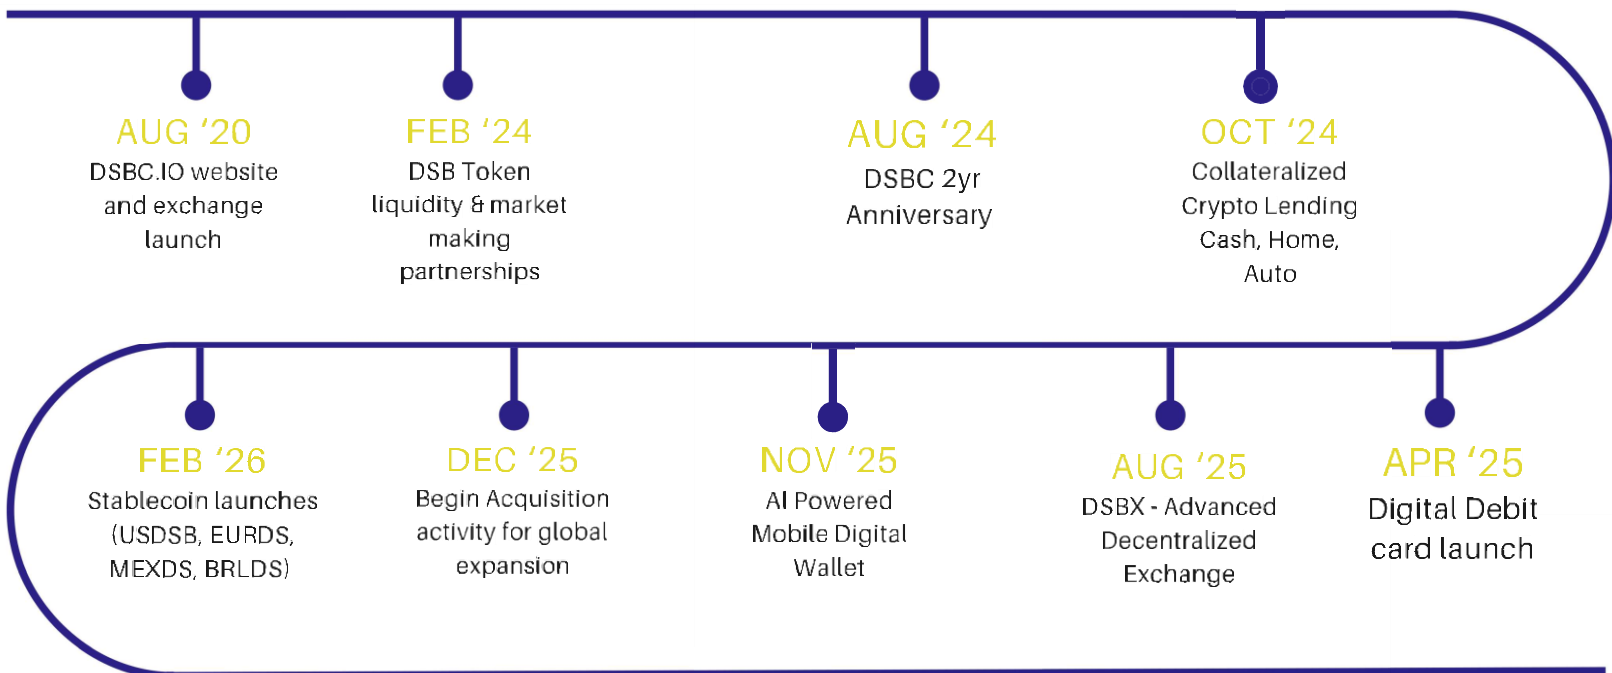 AUG ‘20
DSBC.IO website
and exchange
launch
FEB ‘24
DSB Token
liquidity & market
making
partnerships
AUG ‘24
DSBC 2yr
Anniversary
OCT ‘24
Collateralized
Crypto Lending
Cash, Home,
Auto
FEB ‘26
Stablecoin launches
(USDSB, EURDS,
MEXDS, BRLDS)
DEC ‘25
Begin Acquisition
activity for global
expansion
NOV ‘25
AI Powered
Mobile Digital
Wallet
AUG ‘25
DSBX - Advanced
Decentralized
Exchange
APR ‘25
Digital Debit
card launch